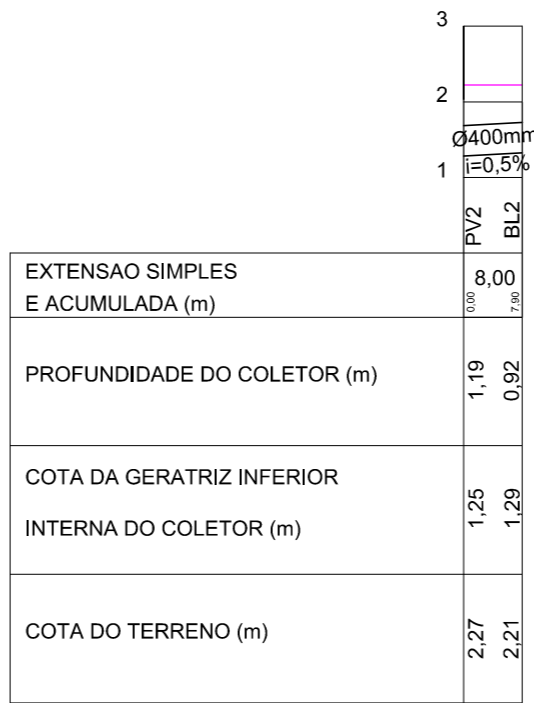 3
2
Ø400mm
i=0,5%
1
PV2
BL2
EXTENSAO SIMPLES
E ACUMULADA (m)
8,00
0,00
7,90
PROFUNDIDADE DO COLETOR (m)
1,19
0,92
COTA DA GERATRIZ INFERIOR
INTERNA DO COLETOR (m)
1,25
1,29
COTA DO TERRENO (m)
2,27
2,21